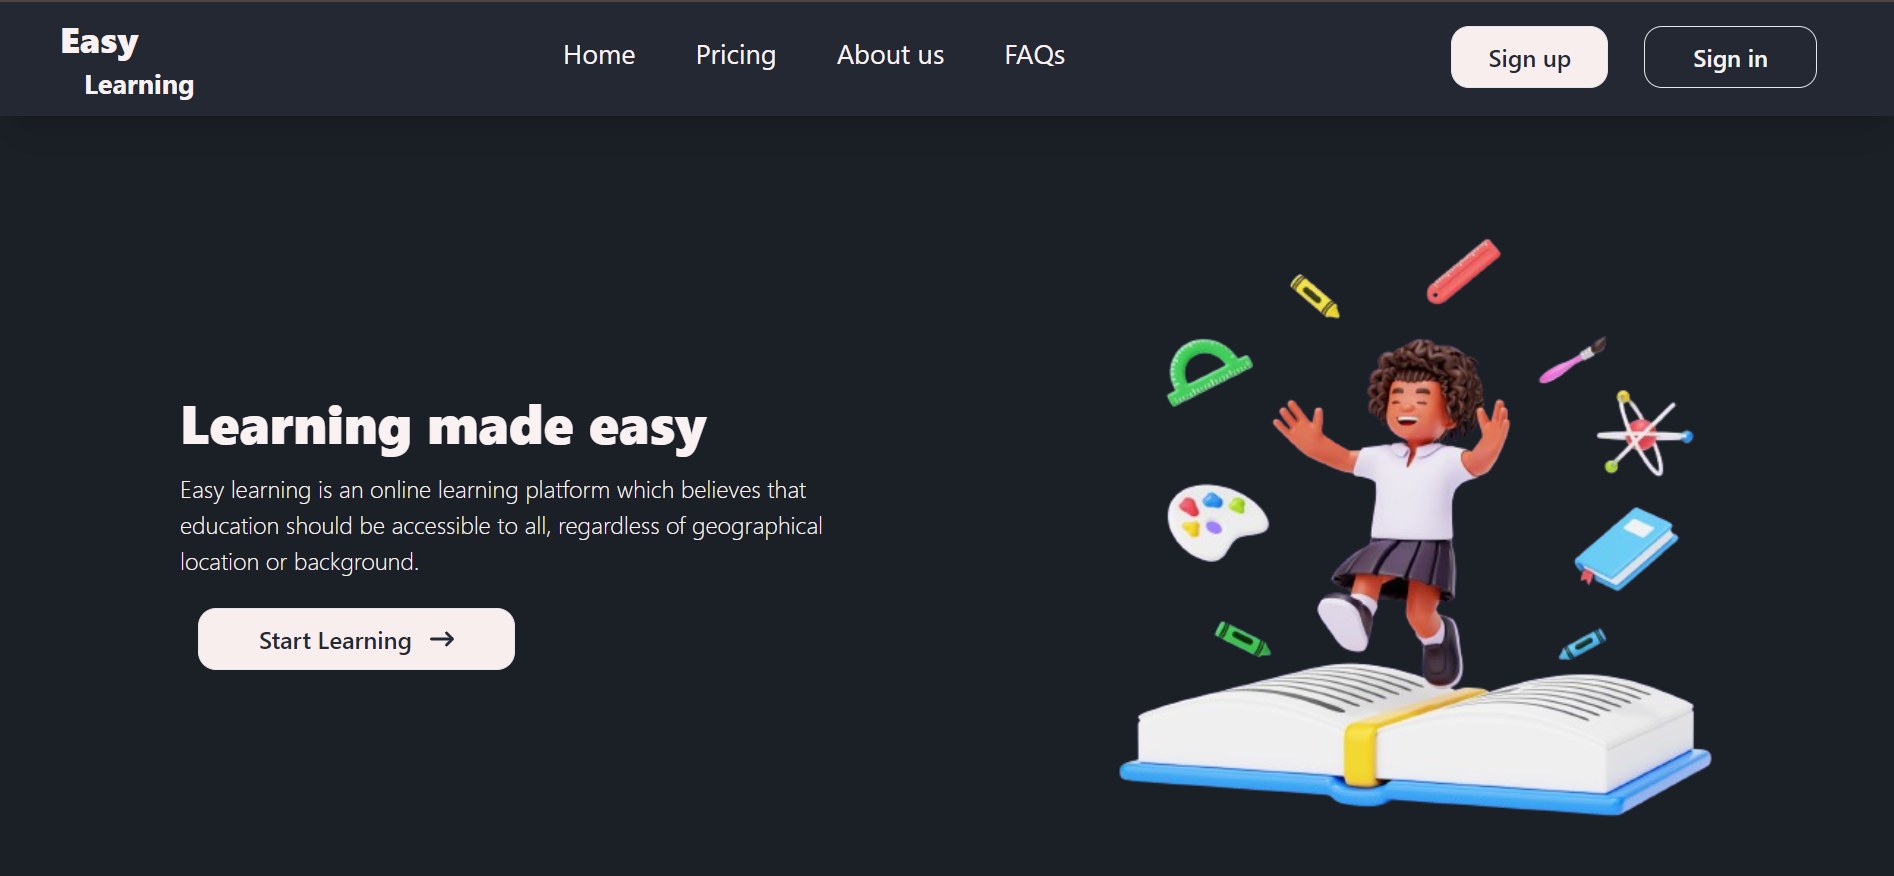 Easy
Learning
Home
Pricing
About us
FAQs
Sign up
Sign in
Learning made easy
Easy learning is an online learning platform which believes that
education should be accessible to all, regardless of geographical
location or background.
Start Learning →